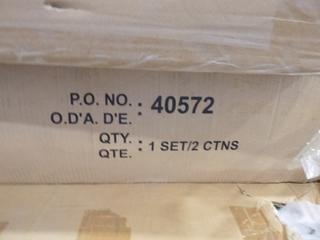 P.O. NO. : 40572
O.D'A. D'E.
QTY. : 1 SET/2 CTNS
QTE.